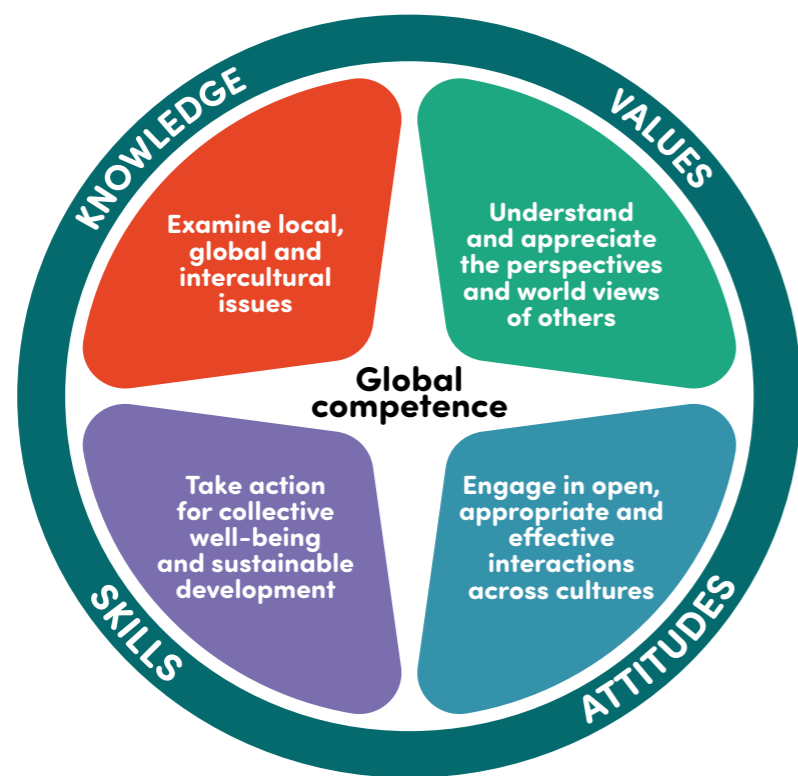 KNOWLEDGE
VALUES
Examine local,
global and
intercultural
issues
Understand
and appreciate
the perspectives
and world views
of others
Global
competence
Take action
for collective
well-being
and sustainable
development
Engage in open,
appropriate and
effective
interactions
across cultures
SKILLS
ATTITUDES